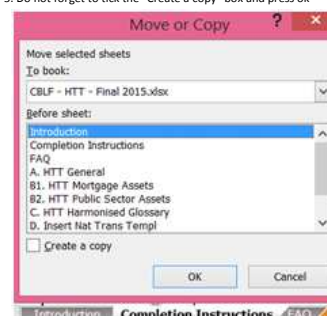 5. Do not forget to tick the "Create a copy" box and press ok
Move or Copy ? ×
Move selected sheets
To book:
CBLF - HTT - Final 2015.xlsx
Before sheet:
Introduction
Completion Instructions
FAQ
A. HTT General
B1. HTT Mortgage Assets
B2. HTT Public Sector Assets
C. HTT Harmonised Glossary
D. Insert Nat Trans Templ
Create a copy
OK Cancel
Introduction Completion Instructions FAQ